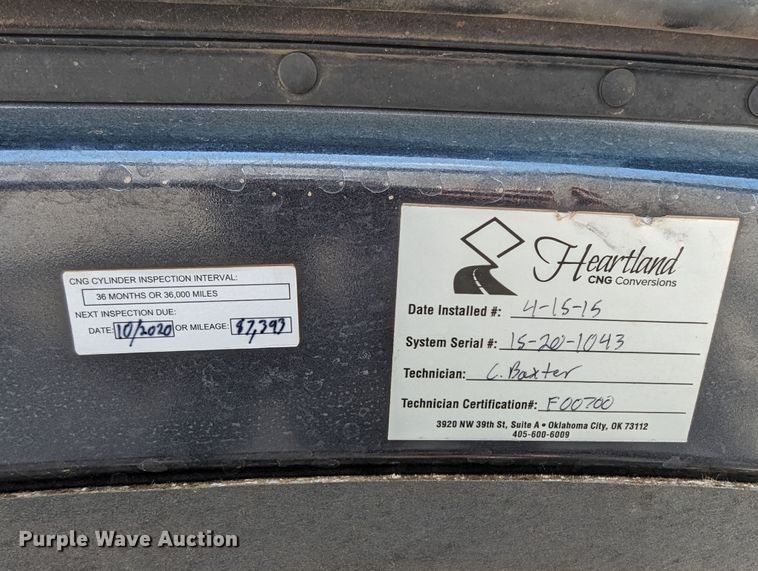 CNG CYLINDER INSPECTION INTERVAL:
36 MONTHS OR 36,000 MILES
NEXT INSPECTION DUE:
DATE: 10/2020 OR MILEAGE: 87,393
Heartland
CNG Conversions
Date Installed #: 4-15-15
System Serial #: 15-20-1043
Technician: C. Baxter
Technician Certification#: F00700
3920 NW 39th St, Suite A • Oklahoma City, OK 73112
405-600-6009
Purple Wave Auction